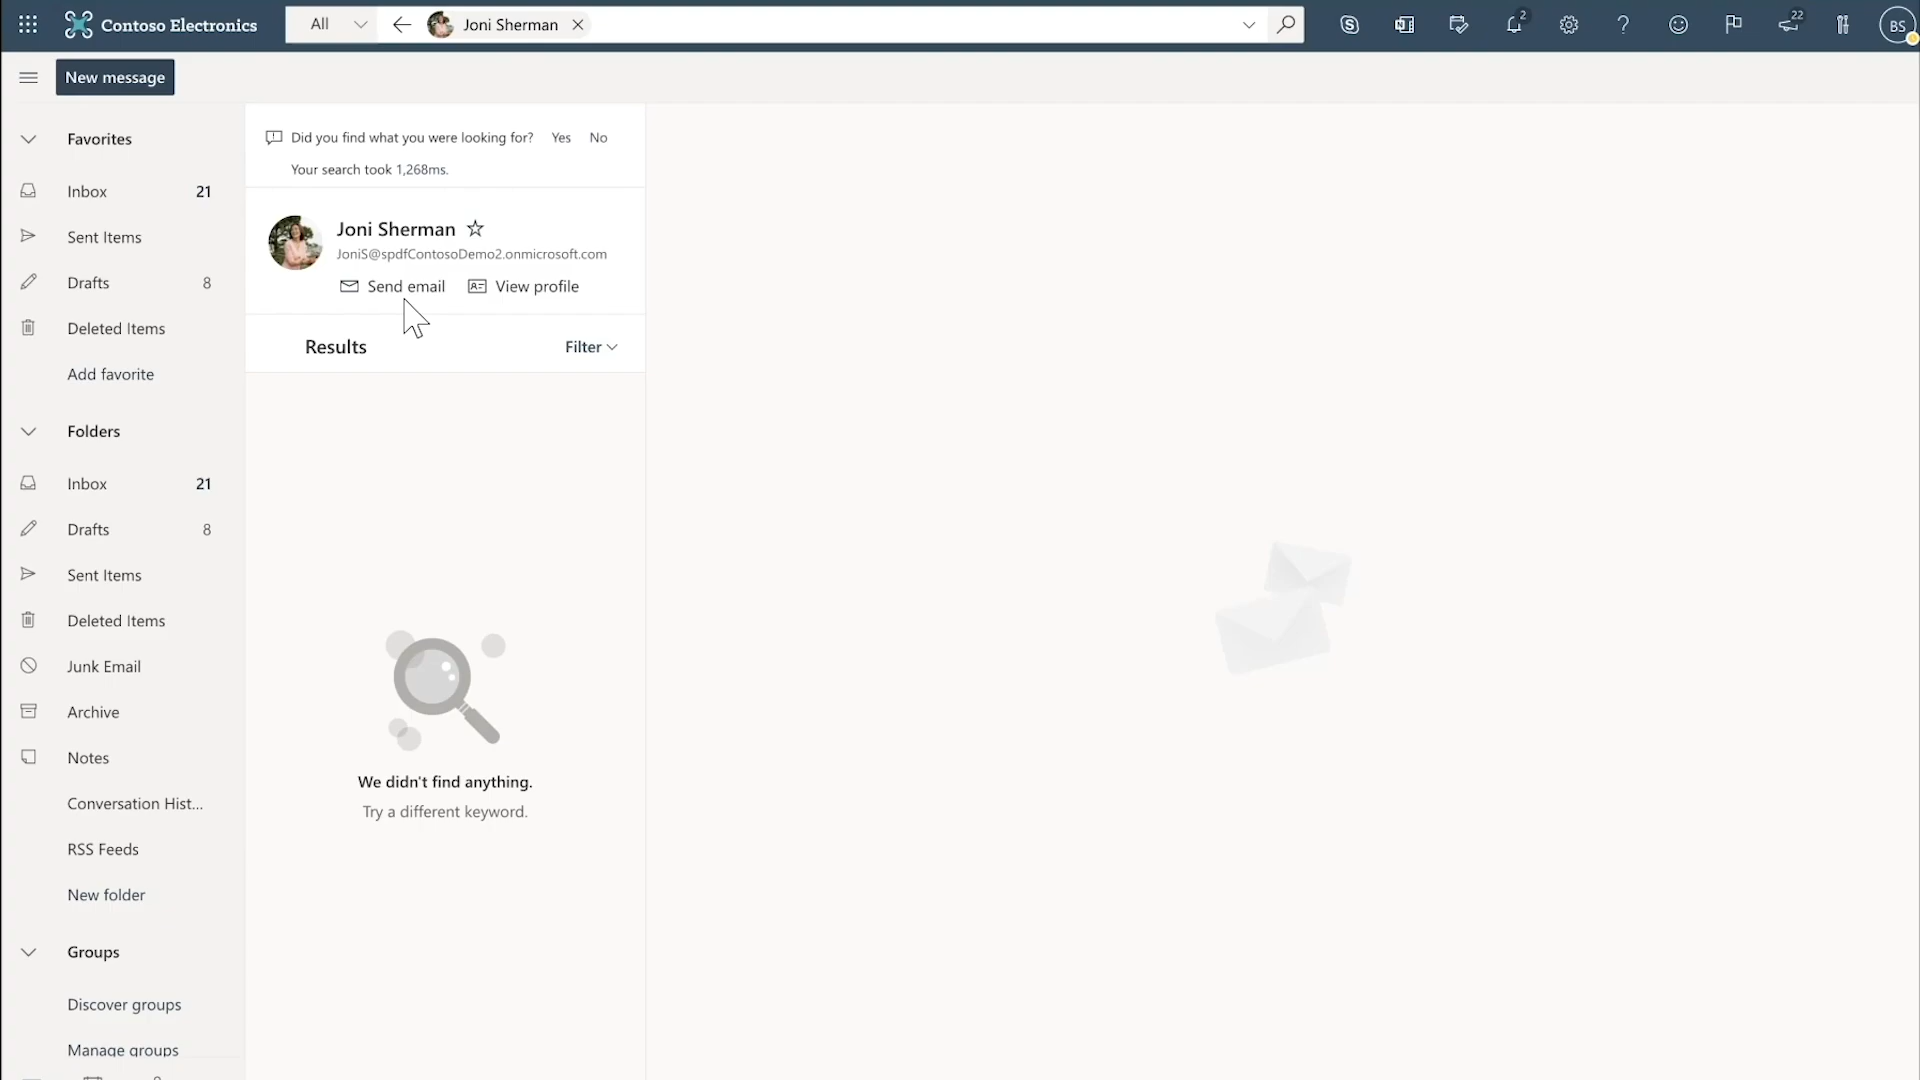 Contoso Electronics
All
Joni Sherman
2
22
BS
New message
Favorites
Inbox 21
Sent Items
Drafts 8
Deleted Items
Add favorite
Folders
Inbox 21
Drafts 8
Sent Items
Deleted Items
Junk Email
Archive
Notes
Conversation Hist...
RSS Feeds
New folder
Groups
Discover groups
Manage groups
Did you find what you were looking for? Yes No
Your search took 1,268ms.
Joni Sherman
JoniS@spdfContosoDemo2.onmicrosoft.com
Send email View profile
Results Filter
We didn't find anything.
Try a different keyword.